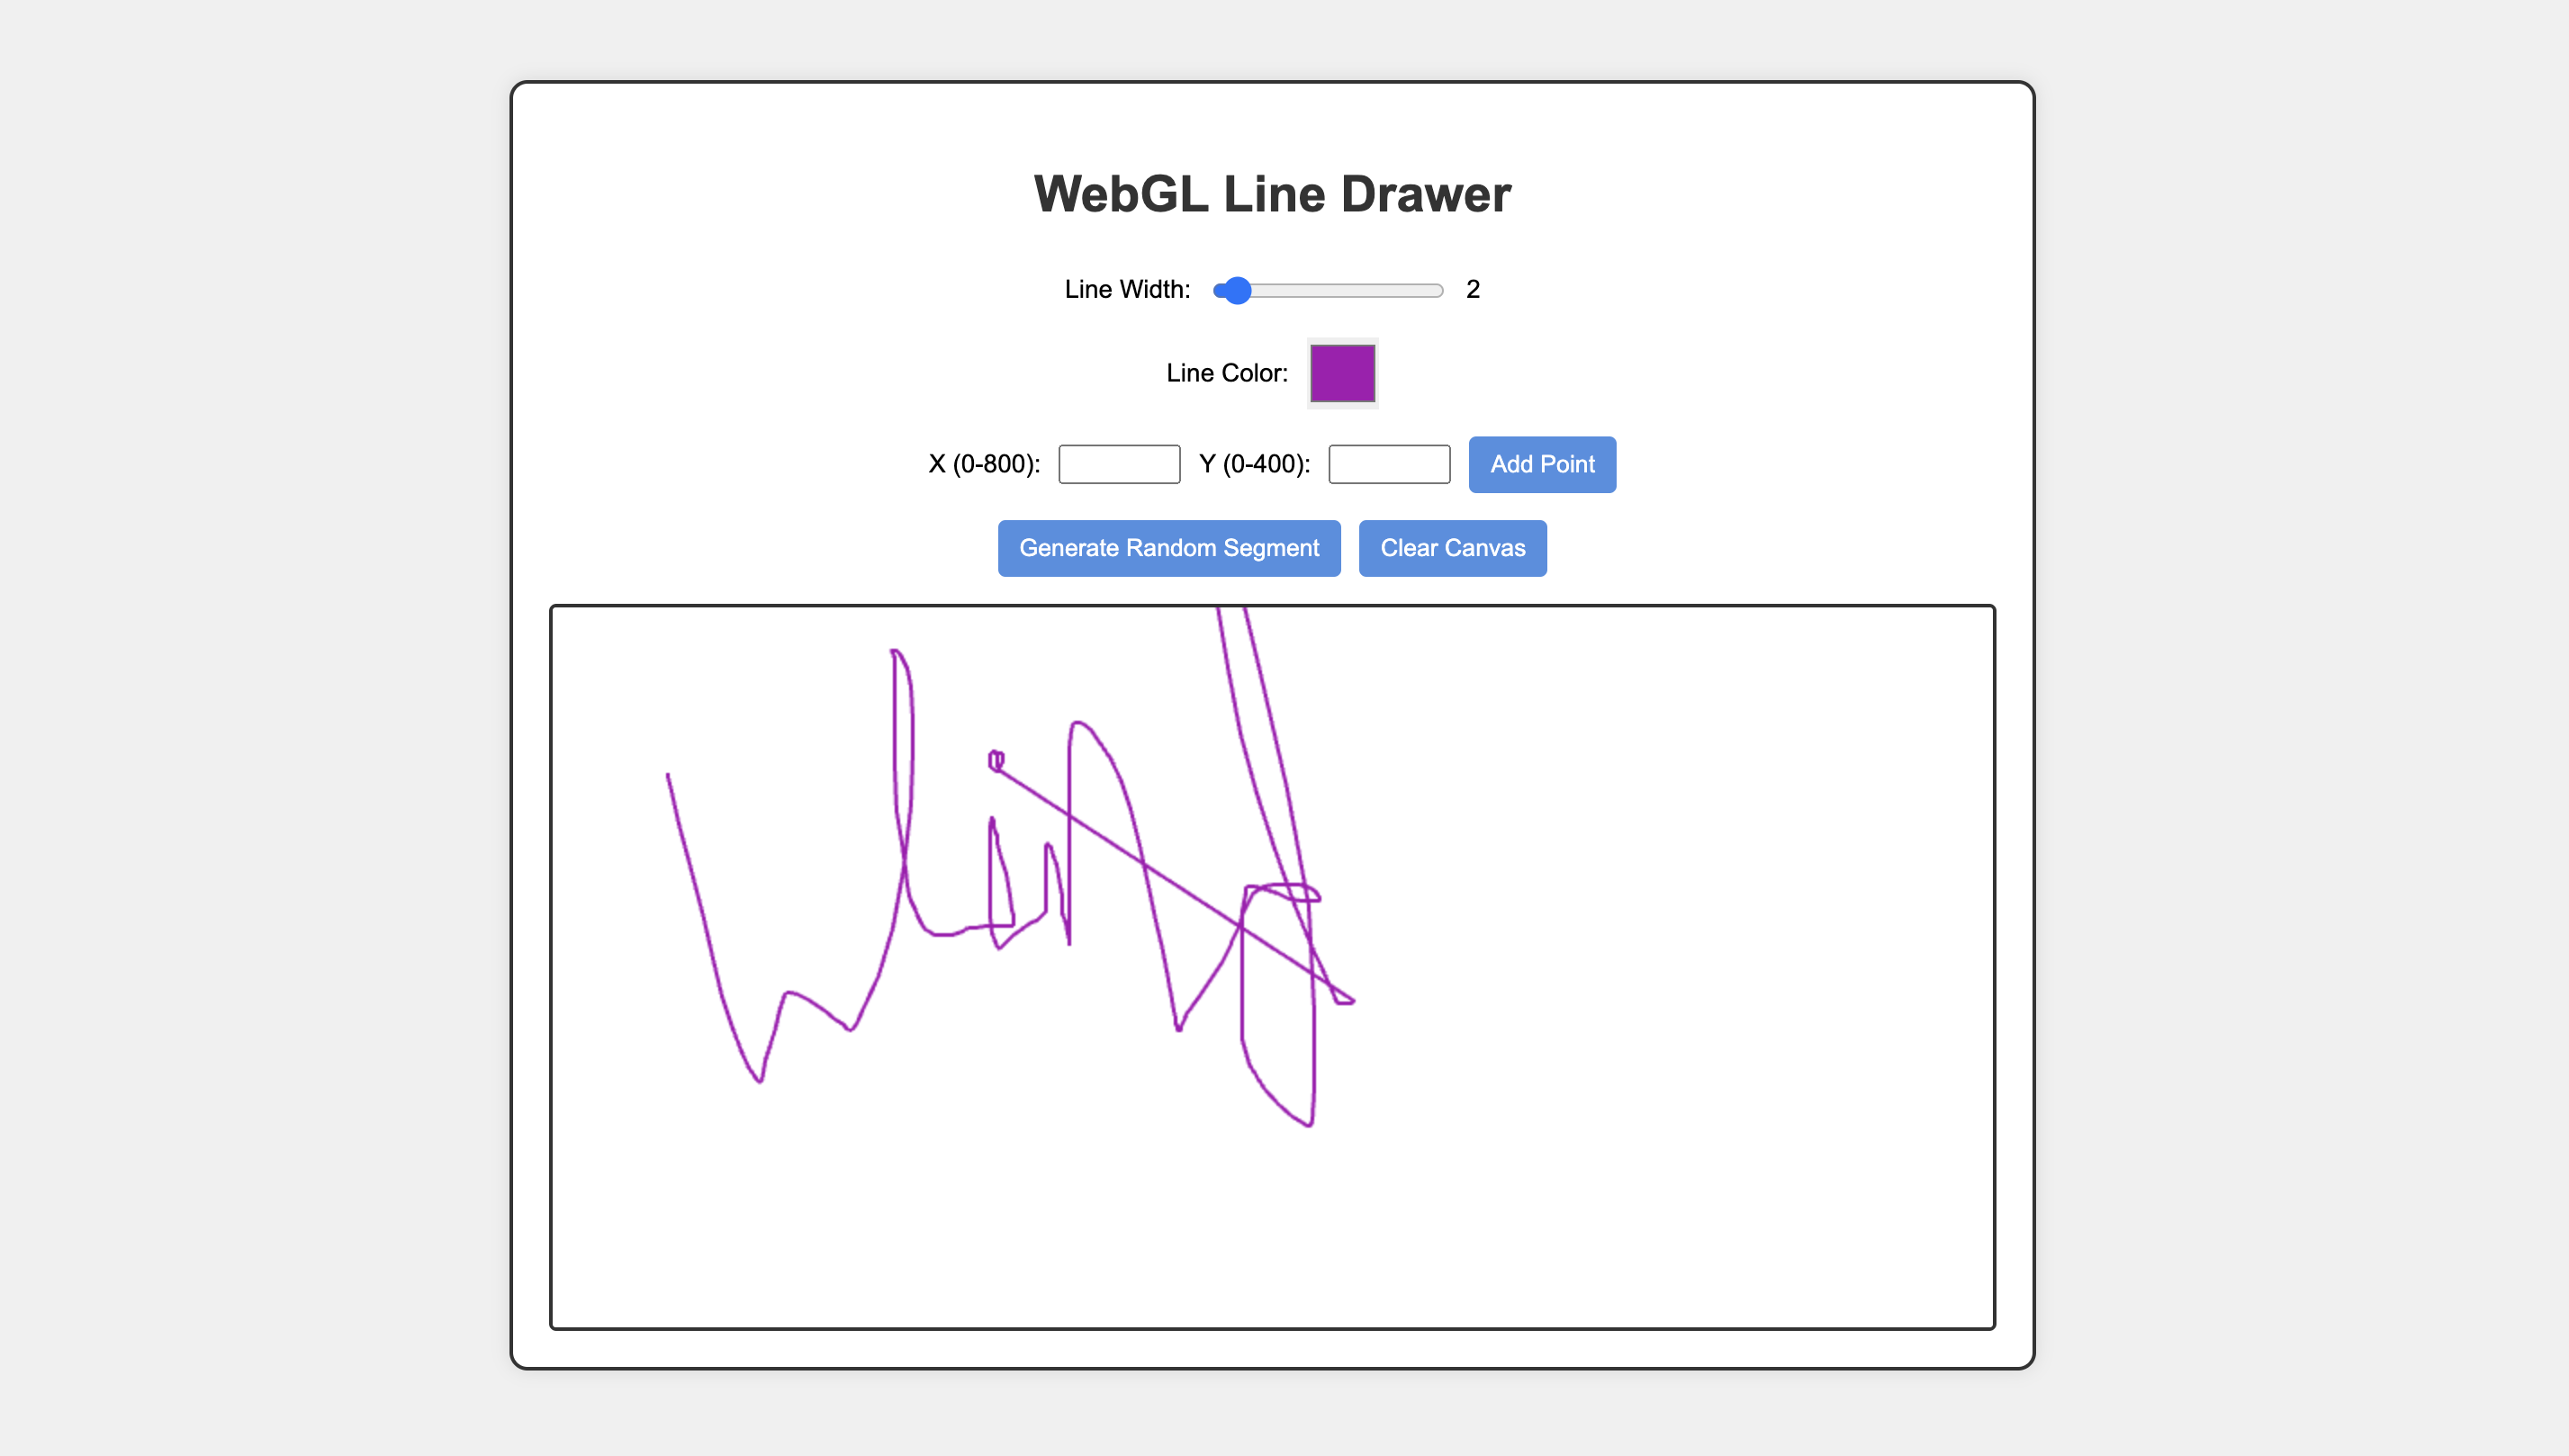 WebGL Line Drawer
Line Width: 2
Line Color:
X (0-800): Y (0-400): Add Point
Generate Random Segment Clear Canvas